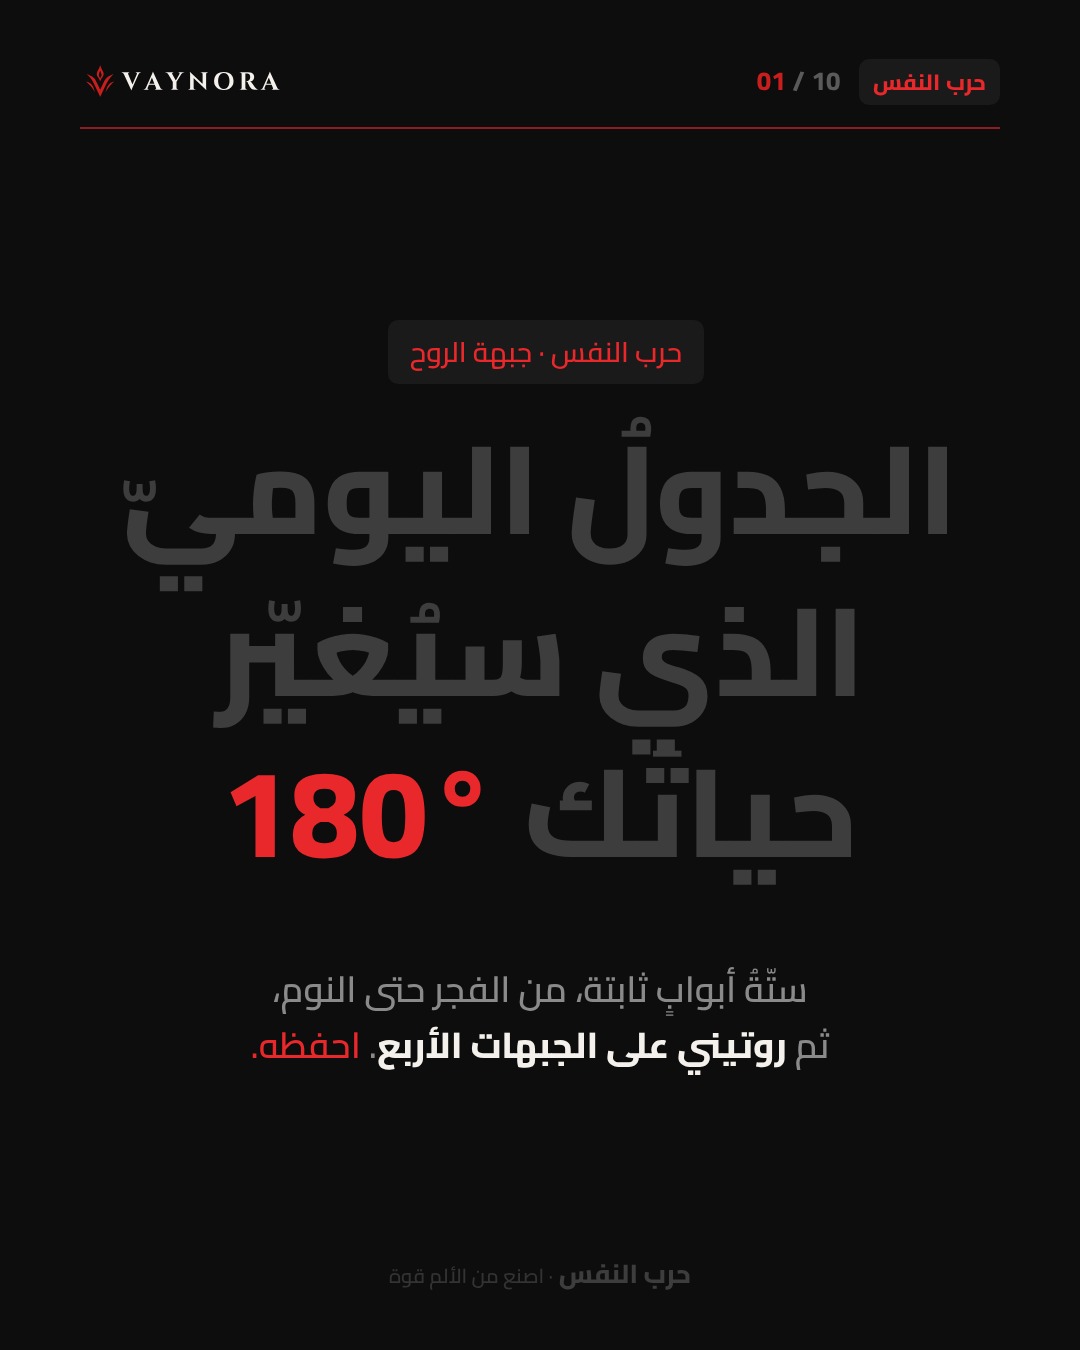 VAYNORA
حرب النفس 01 / 10
حرب النفس · جبهة الروح
الجدولُ اليوميّ
الذي سيُغيّر
حياتَك 180°
ستّةُ أبوابٍ ثابتة، من الفجر حتى النوم،
ثم روتيني على الجبهات الأربع. احفظه.
حرب النفس · اصنع من الألم قوة